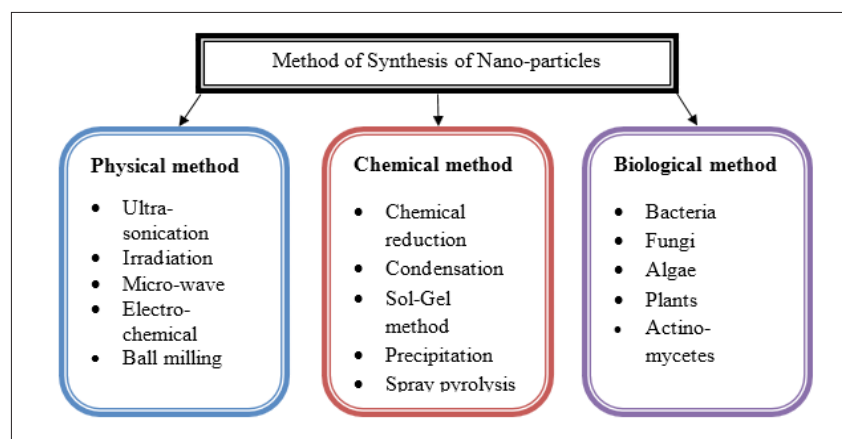 Method of Synthesis of Nano-particles
Physical method
• Ultra-
sonication
• Irradiation
• Micro-wave
• Electro-
chemical
• Ball milling
Chemical method
• Chemical
reduction
• Condensation
• Sol-Gel
method
• Precipitation
• Spray pyrolysis
Biological method
• Bacteria
• Fungi
• Algae
• Plants
• Actino-
mycetes